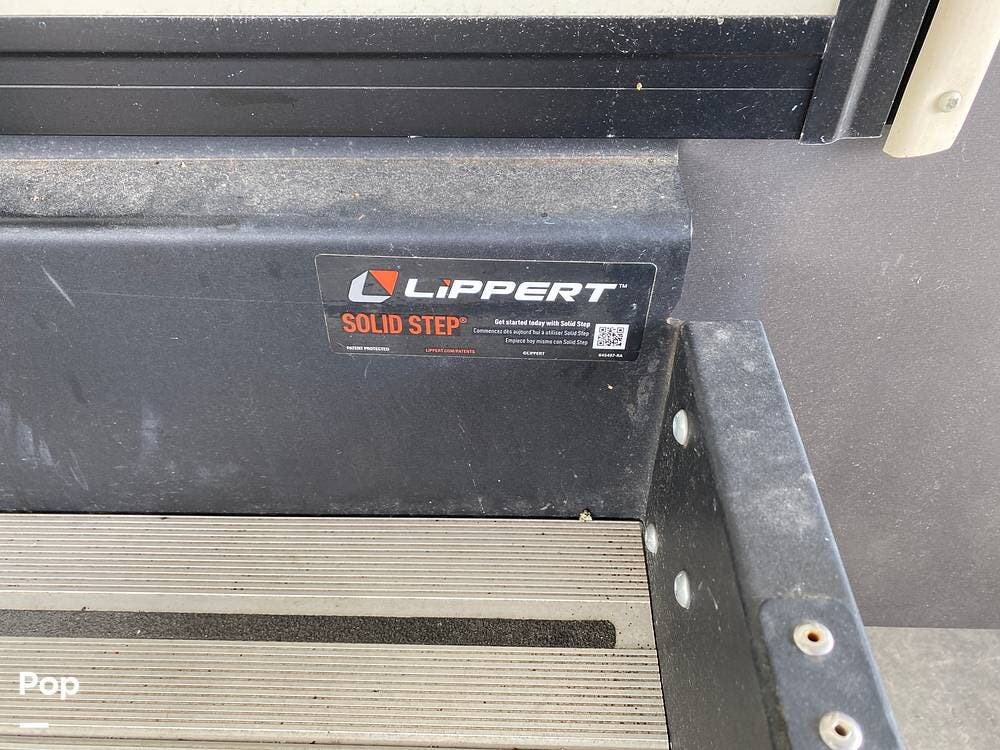 LiPPERT™
SOLID STEP®
Get started today with Solid Step
Commencez dès aujourd'hui à utiliser Solid Step
Empiece hoy mismo con Solid Step
PATENT PROTECTED
LIPPERT.COM/PATENTS
©LIPPERT
Pop